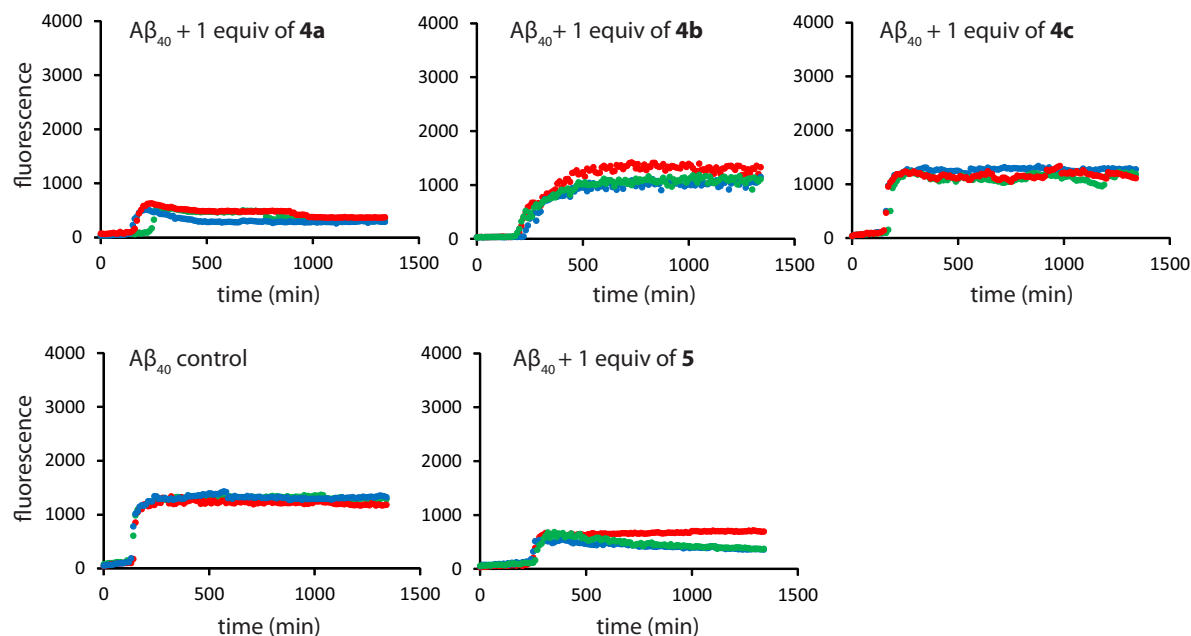 Aβ₄₀ + 1 equiv of 4a
4000
3000
2000
1000
0
0 500 1000 1500
fluorescence
time (min)
Aβ₄₀ + 1 equiv of 4b
4000
3000
2000
1000
0
0 500 1000 1500
time (min)
Aβ₄₀ + 1 equiv of 4c
4000
3000
2000
1000
0
0 500 1000 1500
time (min)
Aβ₄₀ control
4000
3000
2000
1000
0
0 500 1000 1500
fluorescence
time (min)
Aβ₄₀ + 1 equiv of 5
4000
3000
2000
1000
0
0 500 1000 1500
time (min)